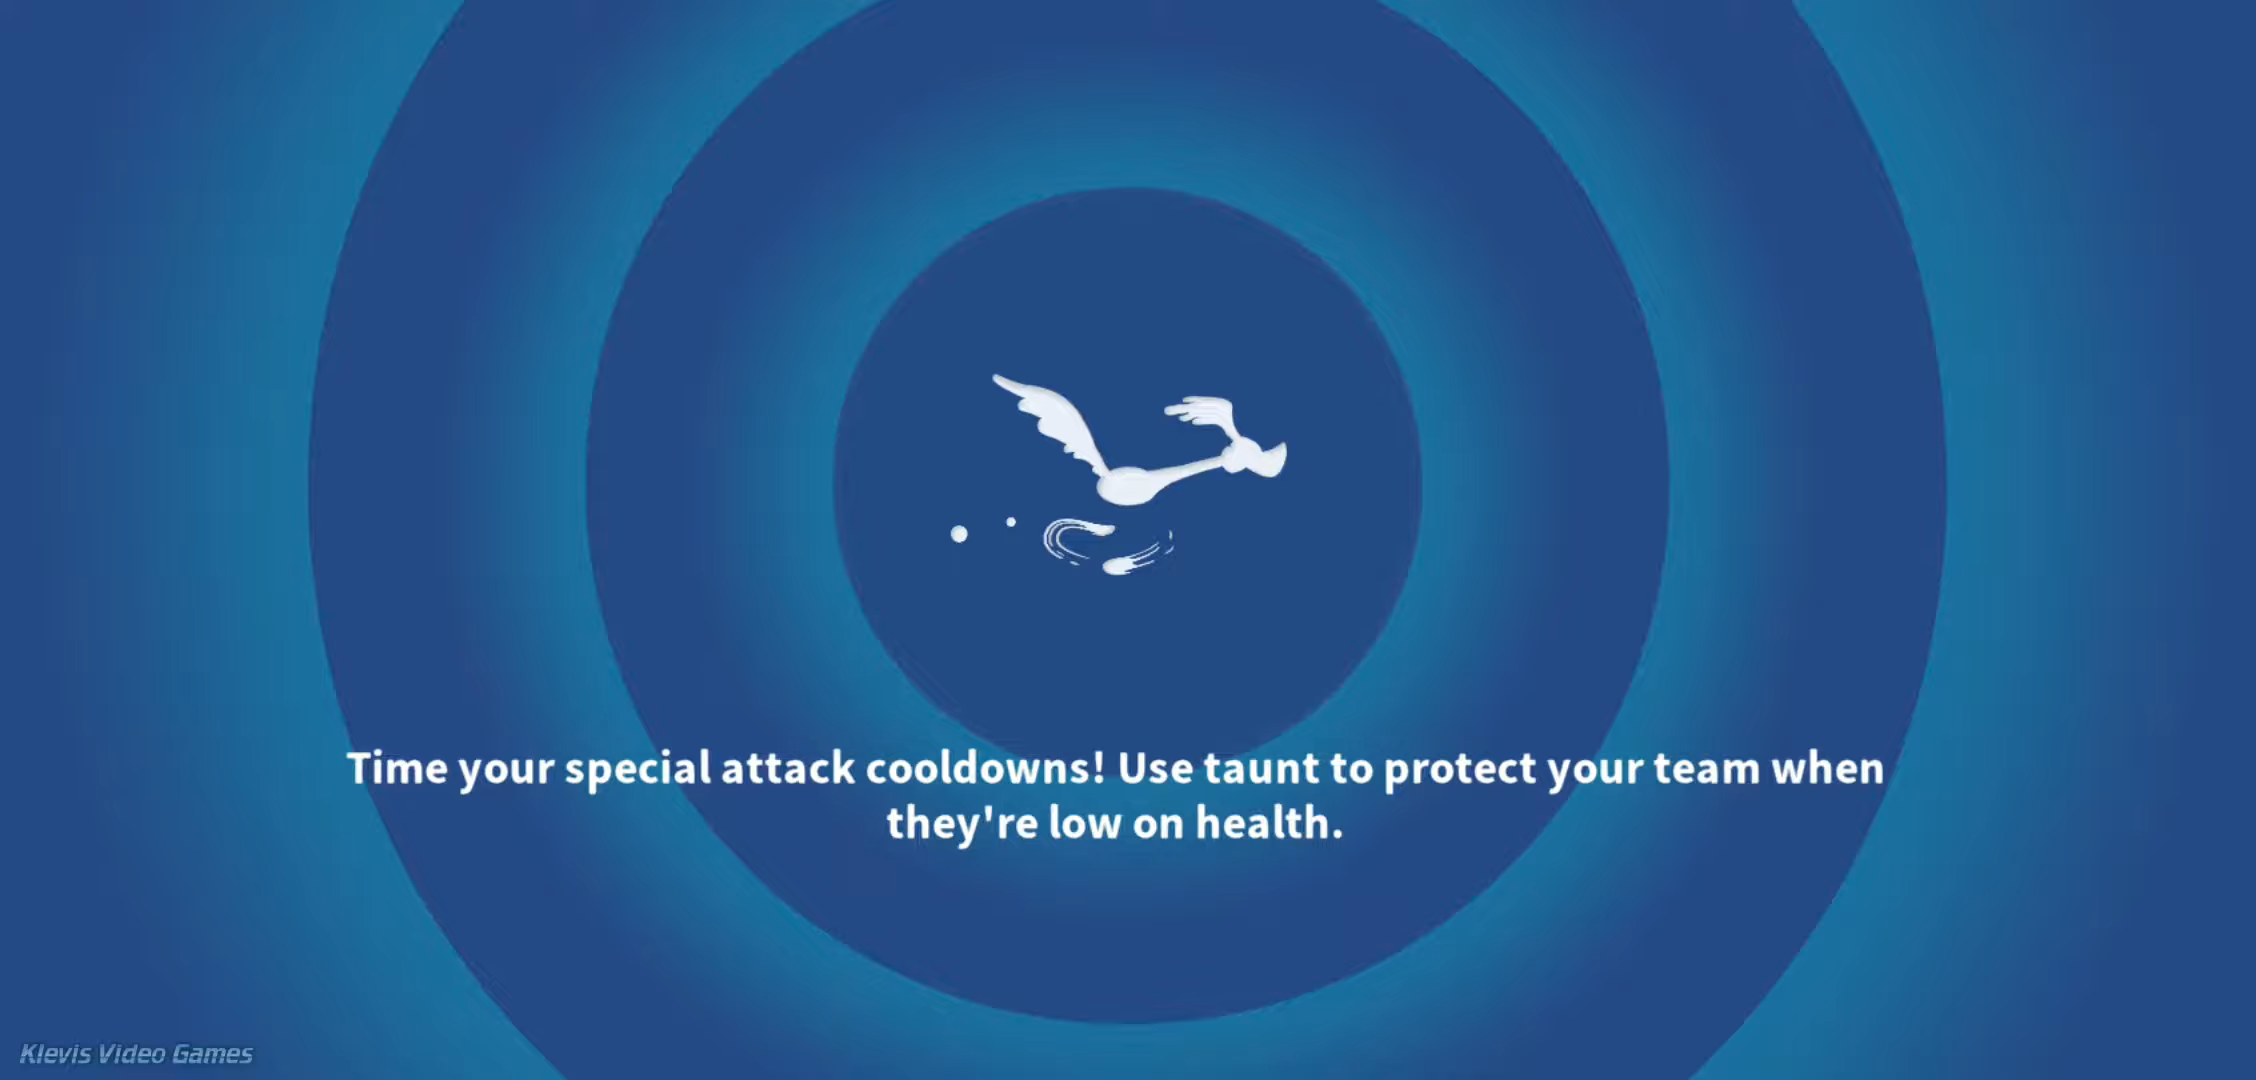 Time your special attack cooldowns! Use taunt to protect your team when
they're low on health.
Klevis Video Games